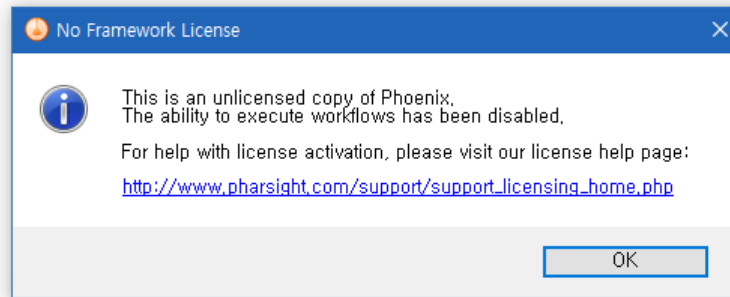 No Framework License
This is an unlicensed copy of Phoenix.
The ability to execute workflows has been disabled.
For help with license activation, please visit our license help page:
http://www.pharsight.com/support/support_licensing_home.php
OK